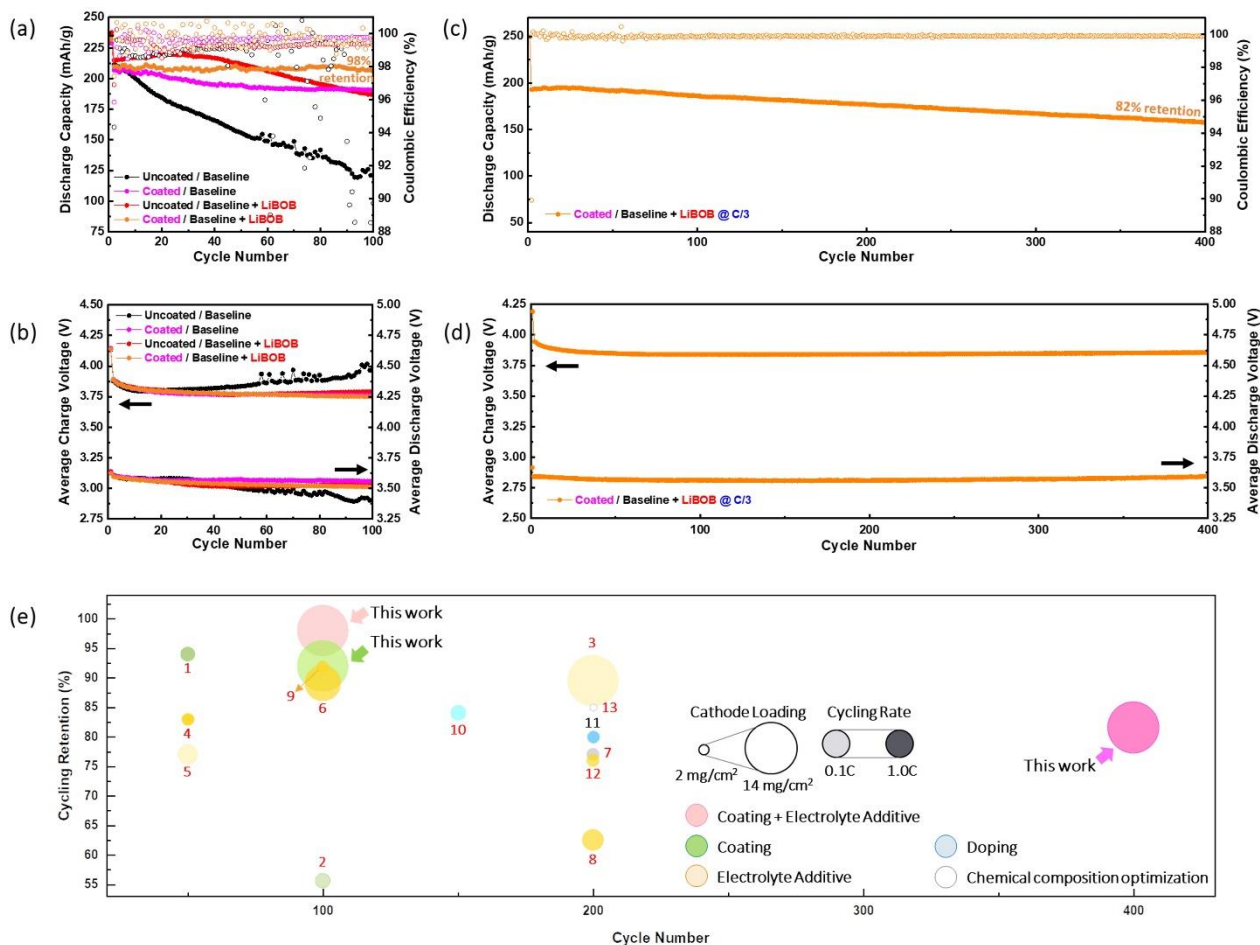 (a)
250
225
200
175
150
125
100
75
0
20
40
60
80
100
100
98
96
94
92
90
88
Discharge Capacity (mAh/g)
Coulombic Efficiency (%)
Cycle Number
98%
retention
Uncoated / Baseline
Coated / Baseline
Uncoated / Baseline + LiBOB
Coated / Baseline + LiBOB
(c)
250
200
150
100
50
0
100
200
300
400
100
98
96
94
92
90
88
Discharge Capacity (mAh/g)
Coulombic Efficiency (%)
Cycle Number
82% retention
Coated / Baseline + LiBOB @ C/3
(b)
4.50
4.25
4.00
3.75
3.50
3.25
3.00
2.75
0
20
40
60
80
100
5.00
4.75
4.50
4.25
4.00
3.75
3.50
3.25
Average Charge Voltage (V)
Average Discharge Voltage (V)
Cycle Number
Uncoated / Baseline
Coated / Baseline
Uncoated / Baseline + LiBOB
Coated / Baseline + LiBOB
(d)
4.25
4.00
3.75
3.50
3.25
3.00
2.75
2.50
0
100
200
300
400
5.00
4.75
4.50
4.25
4.00
3.75
3.50
3.25
Average Charge Voltage (V)
Average Discharge Voltage (V)
Cycle Number
Coated / Baseline + LiBOB @ C/3
(e)
100
95
90
85
80
75
70
65
60
55
Cycling Retention (%)
This work
This work
1
9
6
4
5
2
10
3
13
11
7
12
8
Cathode Loading
2 mg/cm²
14 mg/cm²
Cycling Rate
0.1C
1.0C
This work
Coating + Electrolyte Additive
Coating
Doping
Electrolyte Additive
Chemical composition optimization
100
200
300
400
Cycle Number